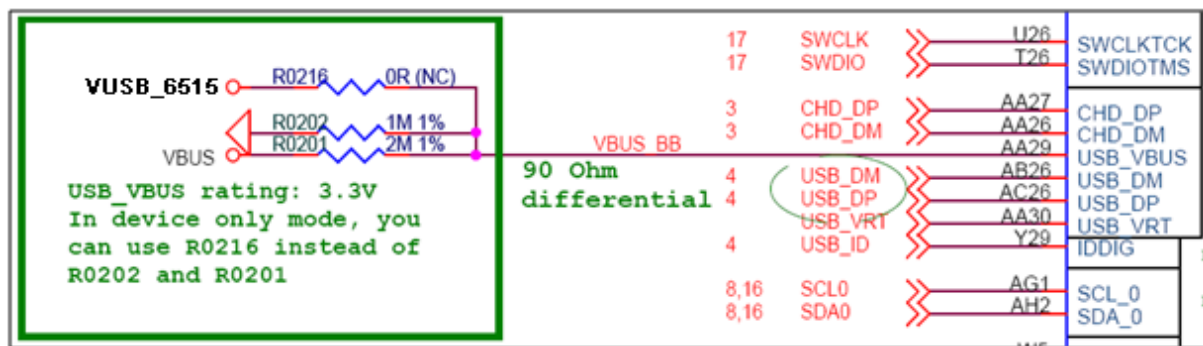 17 SWCLK U26 SWCLKTCK
17 SWDIO T26 SWDIOTMS
VUSB_6515 R0216 0R (NC)
3 CHD_DP AA27 CHD_DP
R0202 1M 1%
3 CHD_DM AA26 CHD_DM
VBUS R0201 2M 1% VBUS_BB AA29 USB_VBUS
4 USB_DM AB26 USB_DM
4 USB_DP AC26 USB_DP
USB_VRT AA30 USB_VRT
4 USB_ID Y29 IDDIG
90 Ohm
differential
USB_VBUS rating: 3.3V
In device only mode, you
can use R0216 instead of
R0202 and R0201
8,16 SCL0 AG1 SCL_0
8,16 SDA0 AH2 SDA_0